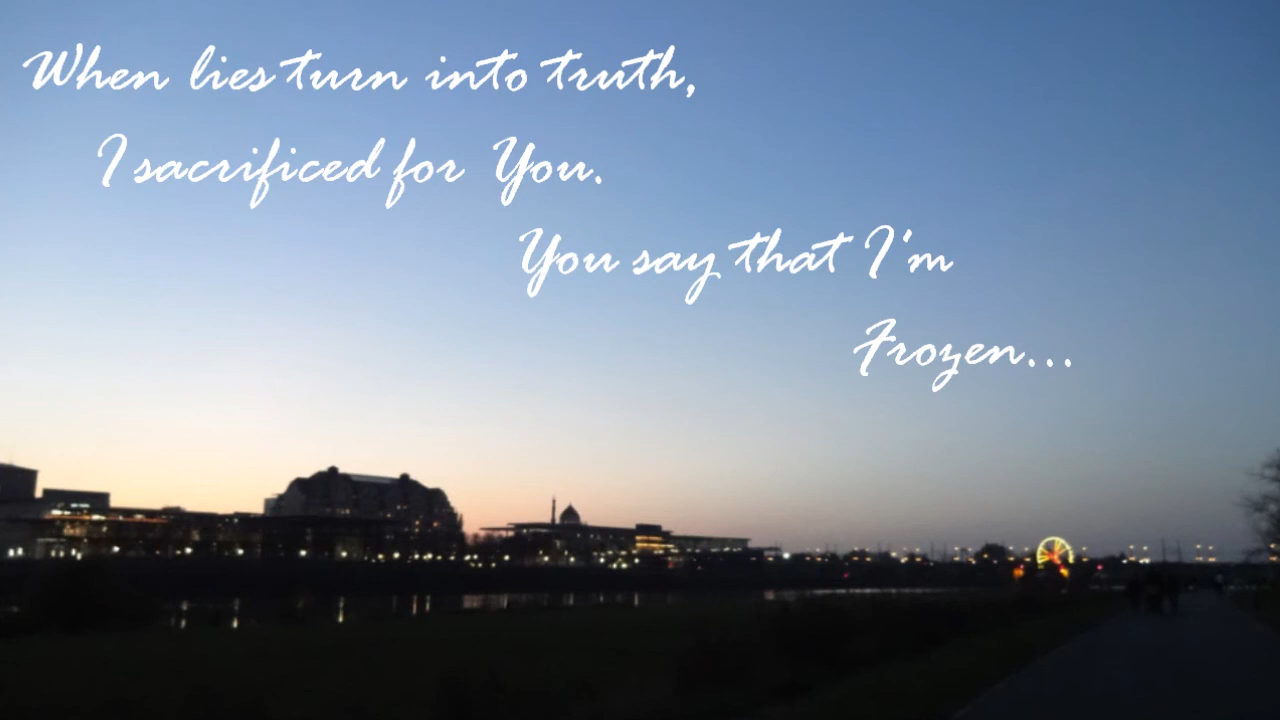 When lies turn into truth,
I sacrificed for You.
You say that I'm
Frozen...